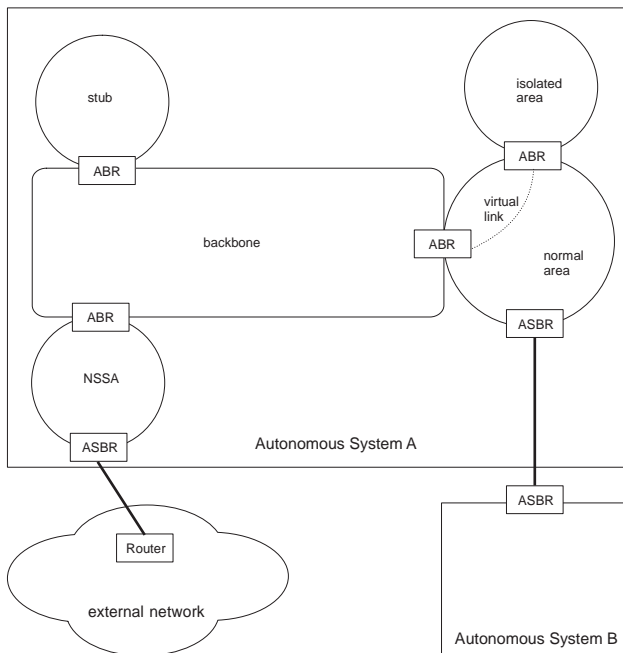 stub
isolated
area
ABR
ABR
virtual
link
backbone
ABR
normal
area
ABR
ASBR
NSSA
ASBR
Autonomous System A
ASBR
Router
external network
Autonomous System B